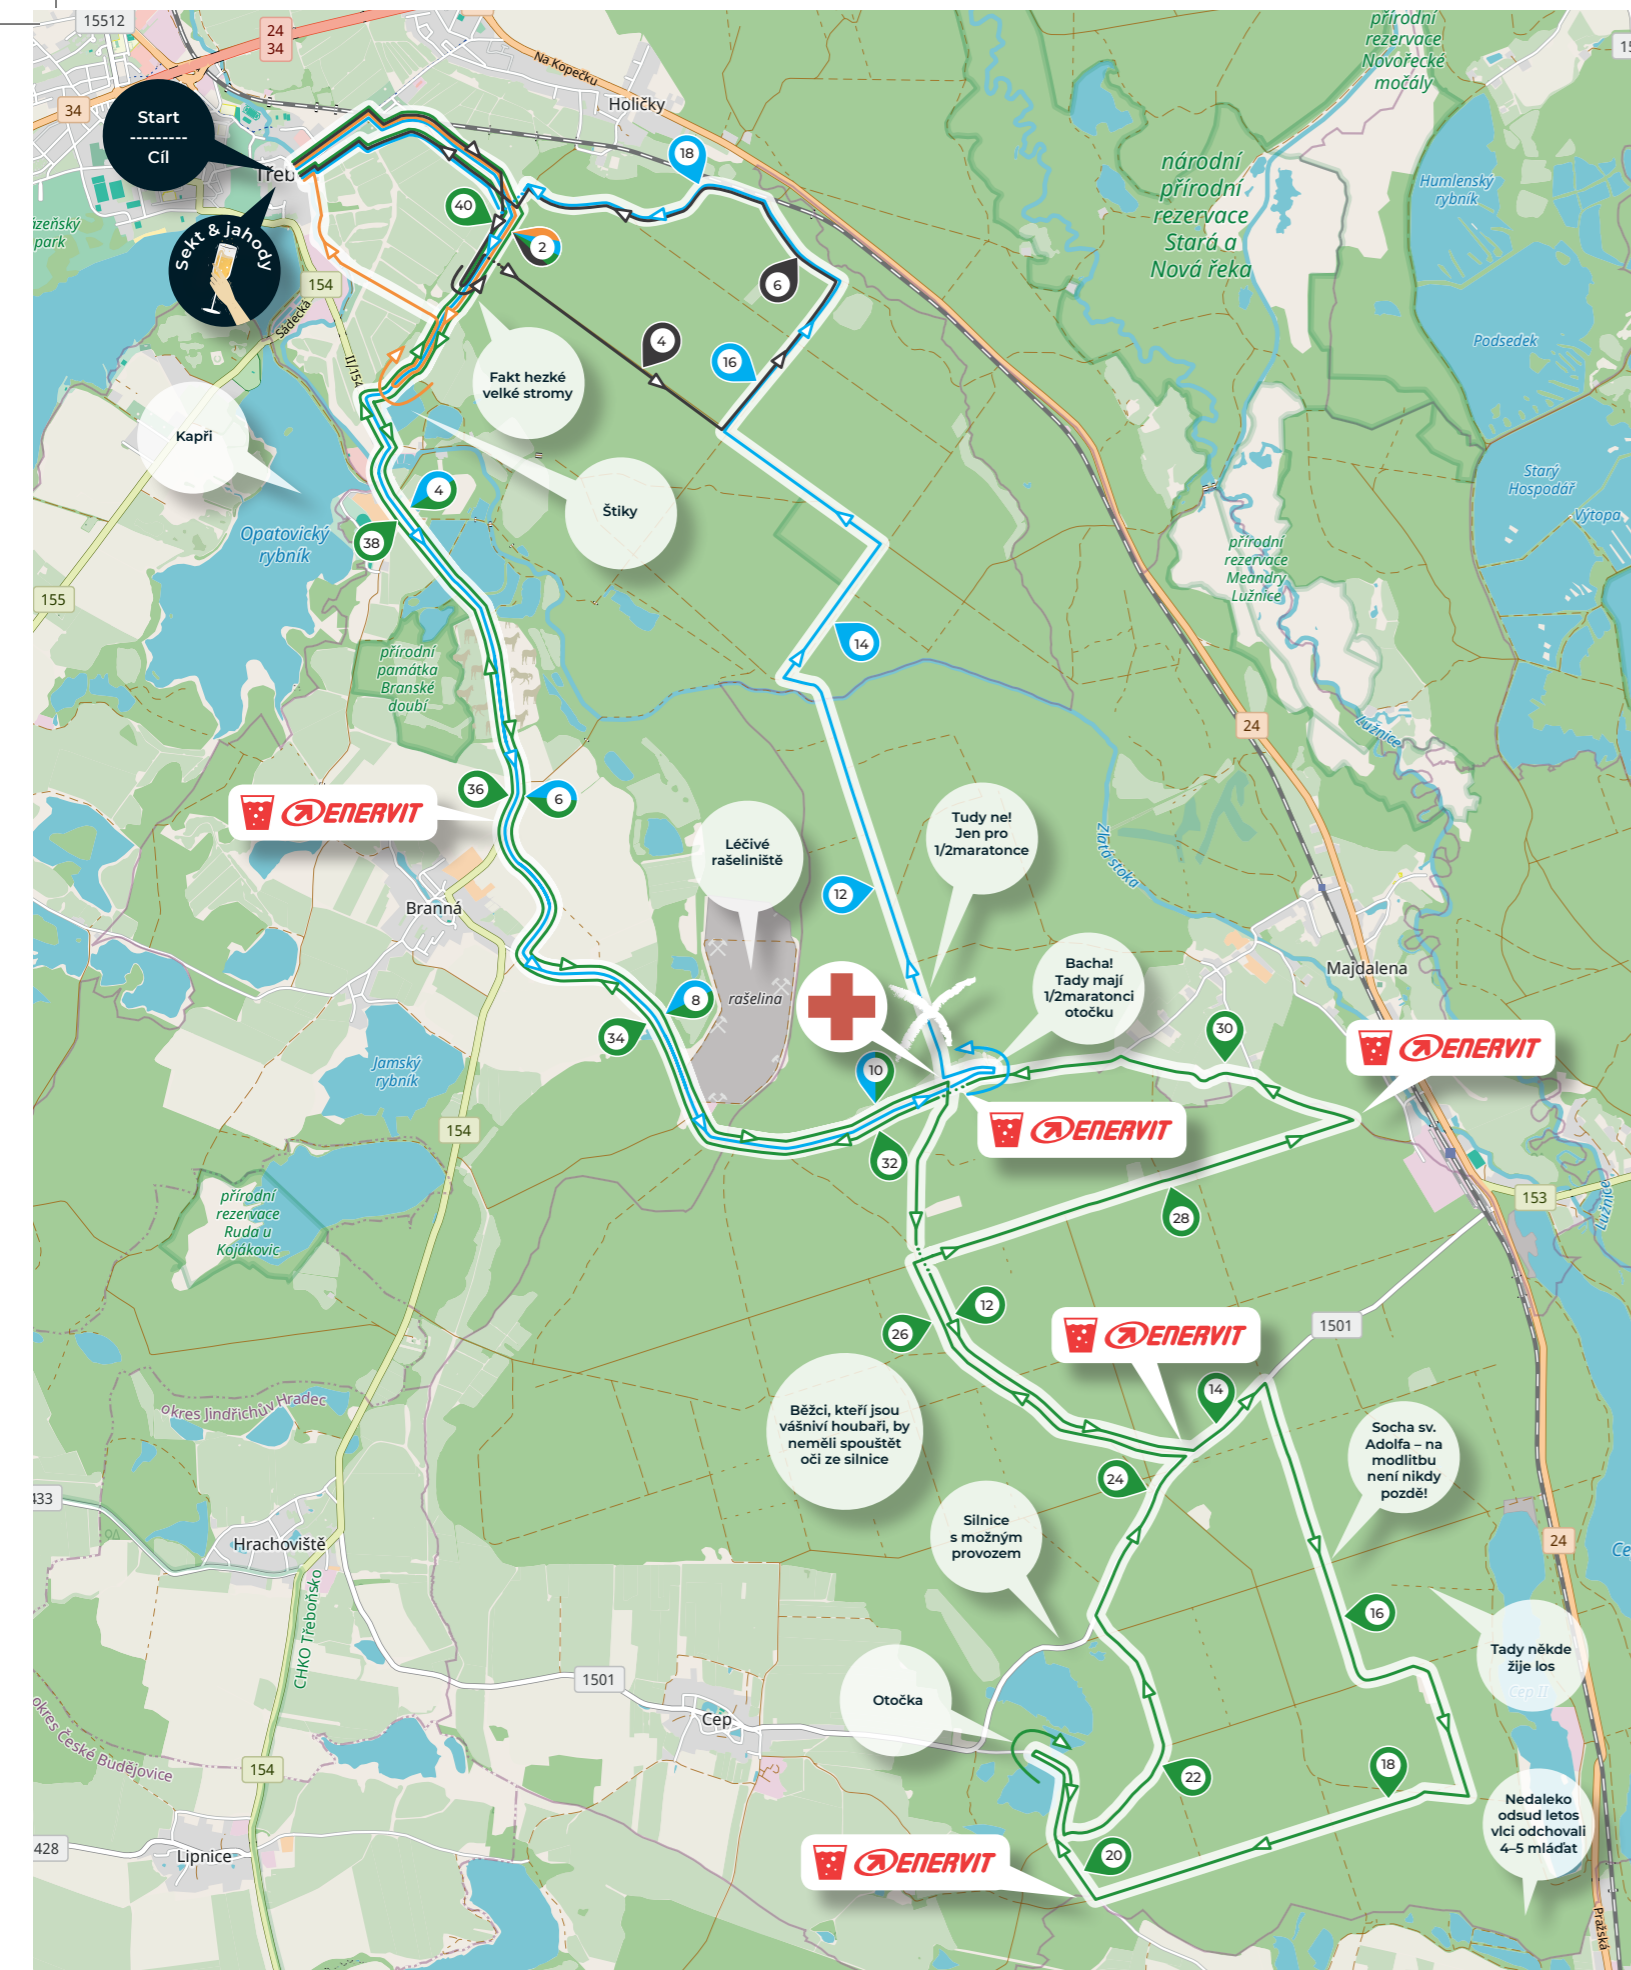 15512
24
34
34
Na Kopečku
Holičky
přírodní
rezervace
Novořecké
močály
Start
---------
Cíl
Třeb
18
národní
přírodní
rezervace
Stará a
Nová řeka
Humlenský
rybník
40
2
Sekt & jahody
154
6
4
16
Sádecká
II/154
Podsedek
Fakt hezké
velké stromy
Kapři
Štiky
4
38
Opatovický
rybník
Starý
Hospodář
Výtopa
přírodní
rezervace
Meandry
Lužnice
155
14
přírodní
památka
Branské
doubí
24
Lužnice
36
6
ENERVIT
Léčivé
rašeliniště
Tudy ne!
Jen pro
1/2maratonce
Zlatá stoka
12
Branná
Majdalena
Bacha!
Tady mají
1/2maratonci
otočku
8
rašelina
34
30
ENERVIT
Jamský
rybník
10
154
ENERVIT
32
153
Lužnice
přírodní
rezervace
Ruda u
Kojákovic
28
12
26
1501
ENERVIT
14
okres Jindřichův Hradec
Běžci, kteří jsou
vášniví houbaři, by
neměli spouštět
oči ze silnice
Socha sv.
Adolfa – na
modlitbu
není nikdy
pozdě!
24
433
Silnice
s možným
provozem
24
Hrachoviště
CHKO Třeboňsko
16
Tady někde
žije los
Cep II
1501
Cep
Otočka
okres České Budějovice
154
18
22
Nedaleko
odsud letos
vlci odchovali
4–5 mláďat
428
Lipnice
20
ENERVIT
Pražská